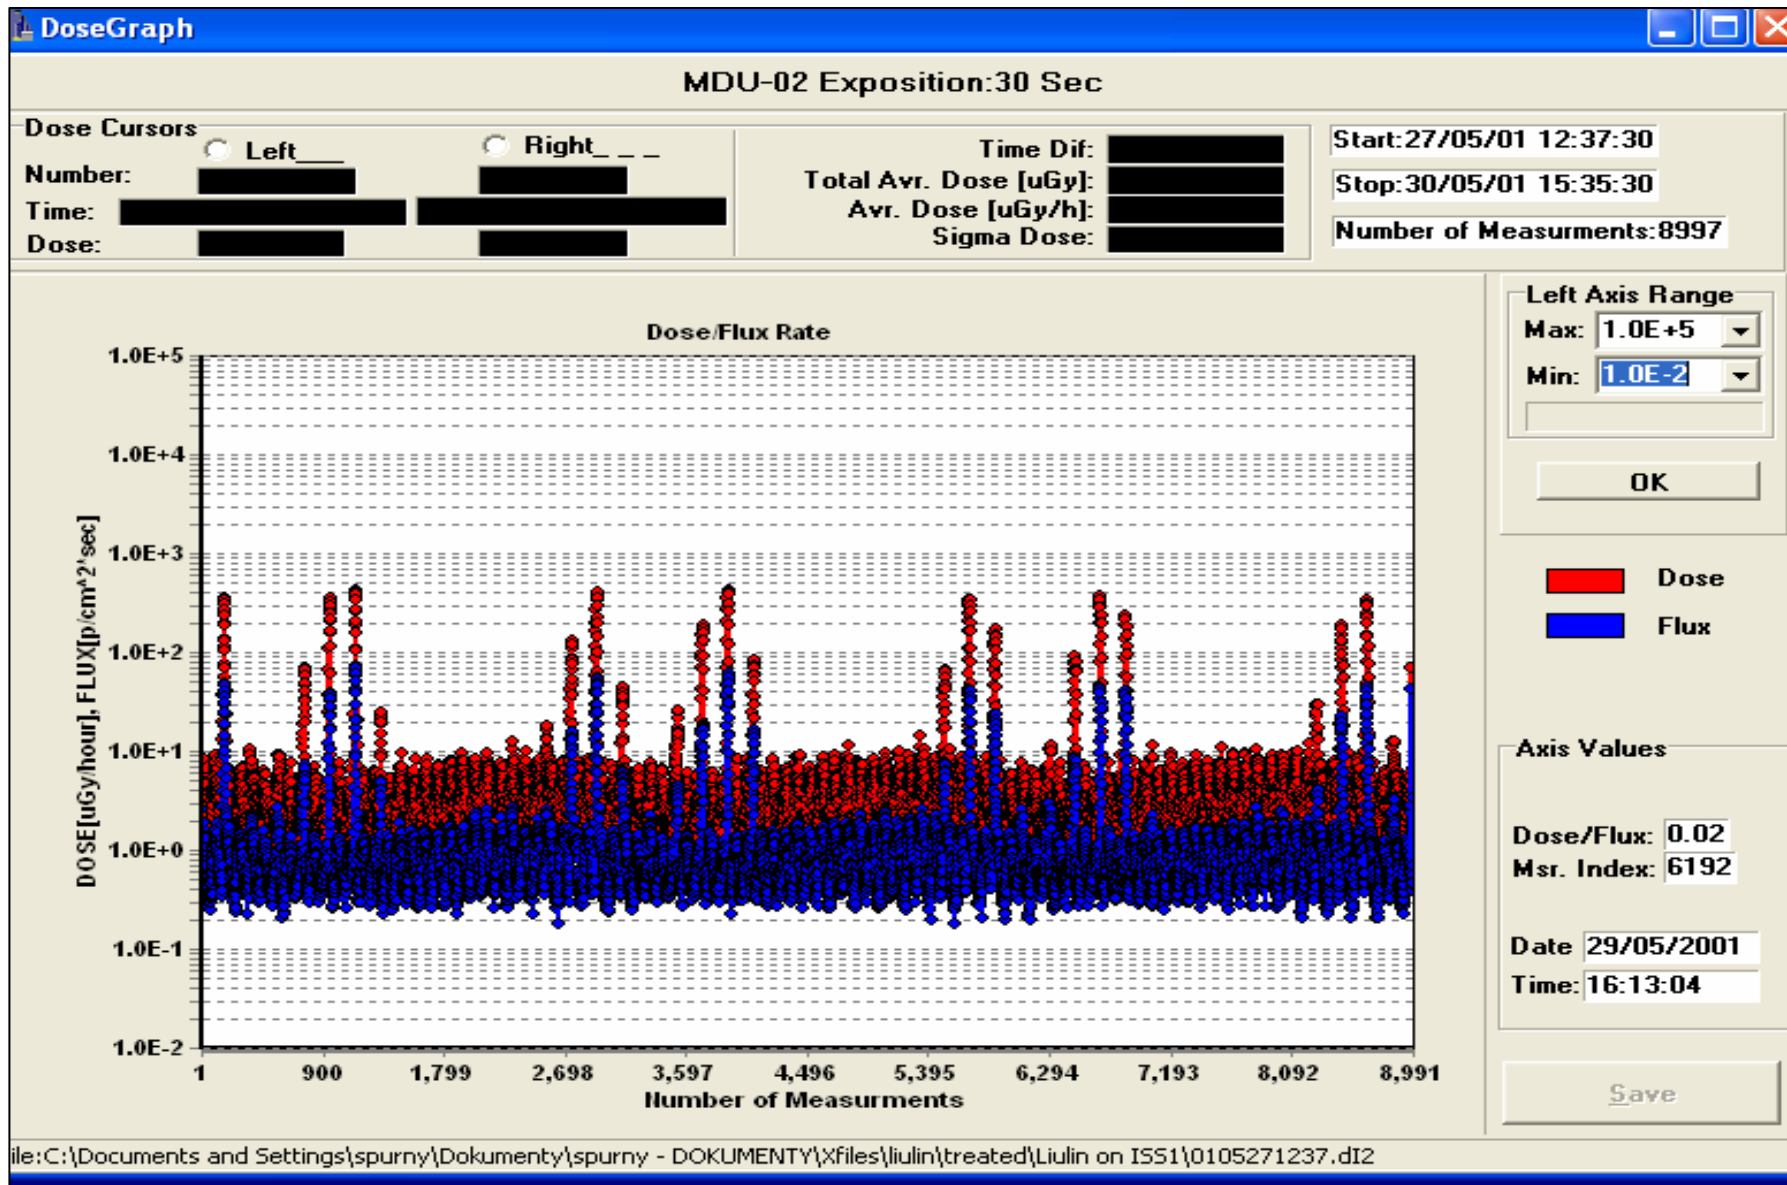 DoseGraph
MDU-02 Exposition:30 Sec
Dose Cursors
Left___ Right_ _ _
Number:
Time:
Dose:
Time Dif:
Total Avr. Dose [uGy]:
Avr. Dose [uGy/h]:
Sigma Dose:
Start:27/05/01 12:37:30
Stop:30/05/01 15:35:30
Number of Measurments:8997
Left Axis Range
Max: 1.0E+5
Min: 1.0E-2
OK
Dose
Flux
Axis Values
Dose/Flux: 0.02
Msr. Index: 6192
Date 29/05/2001
Time: 16:13:04
Save
Dose/Flux Rate
DOSE[uGy/hour], FLUX[p/cm^2*sec]
1.0E+5
1.0E+4
1.0E+3
1.0E+2
1.0E+1
1.0E+0
1.0E-1
1.0E-2
1 900 1,799 2,698 3,597 4,496 5,395 6,294 7,193 8,092 8,991
Number of Measurments
ile:C:\Documents and Settings\spurny\Dokumenty\spurny - DOKUMENTY\Xfiles\liulin\treated\Liulin on ISS1\0105271237.dI2